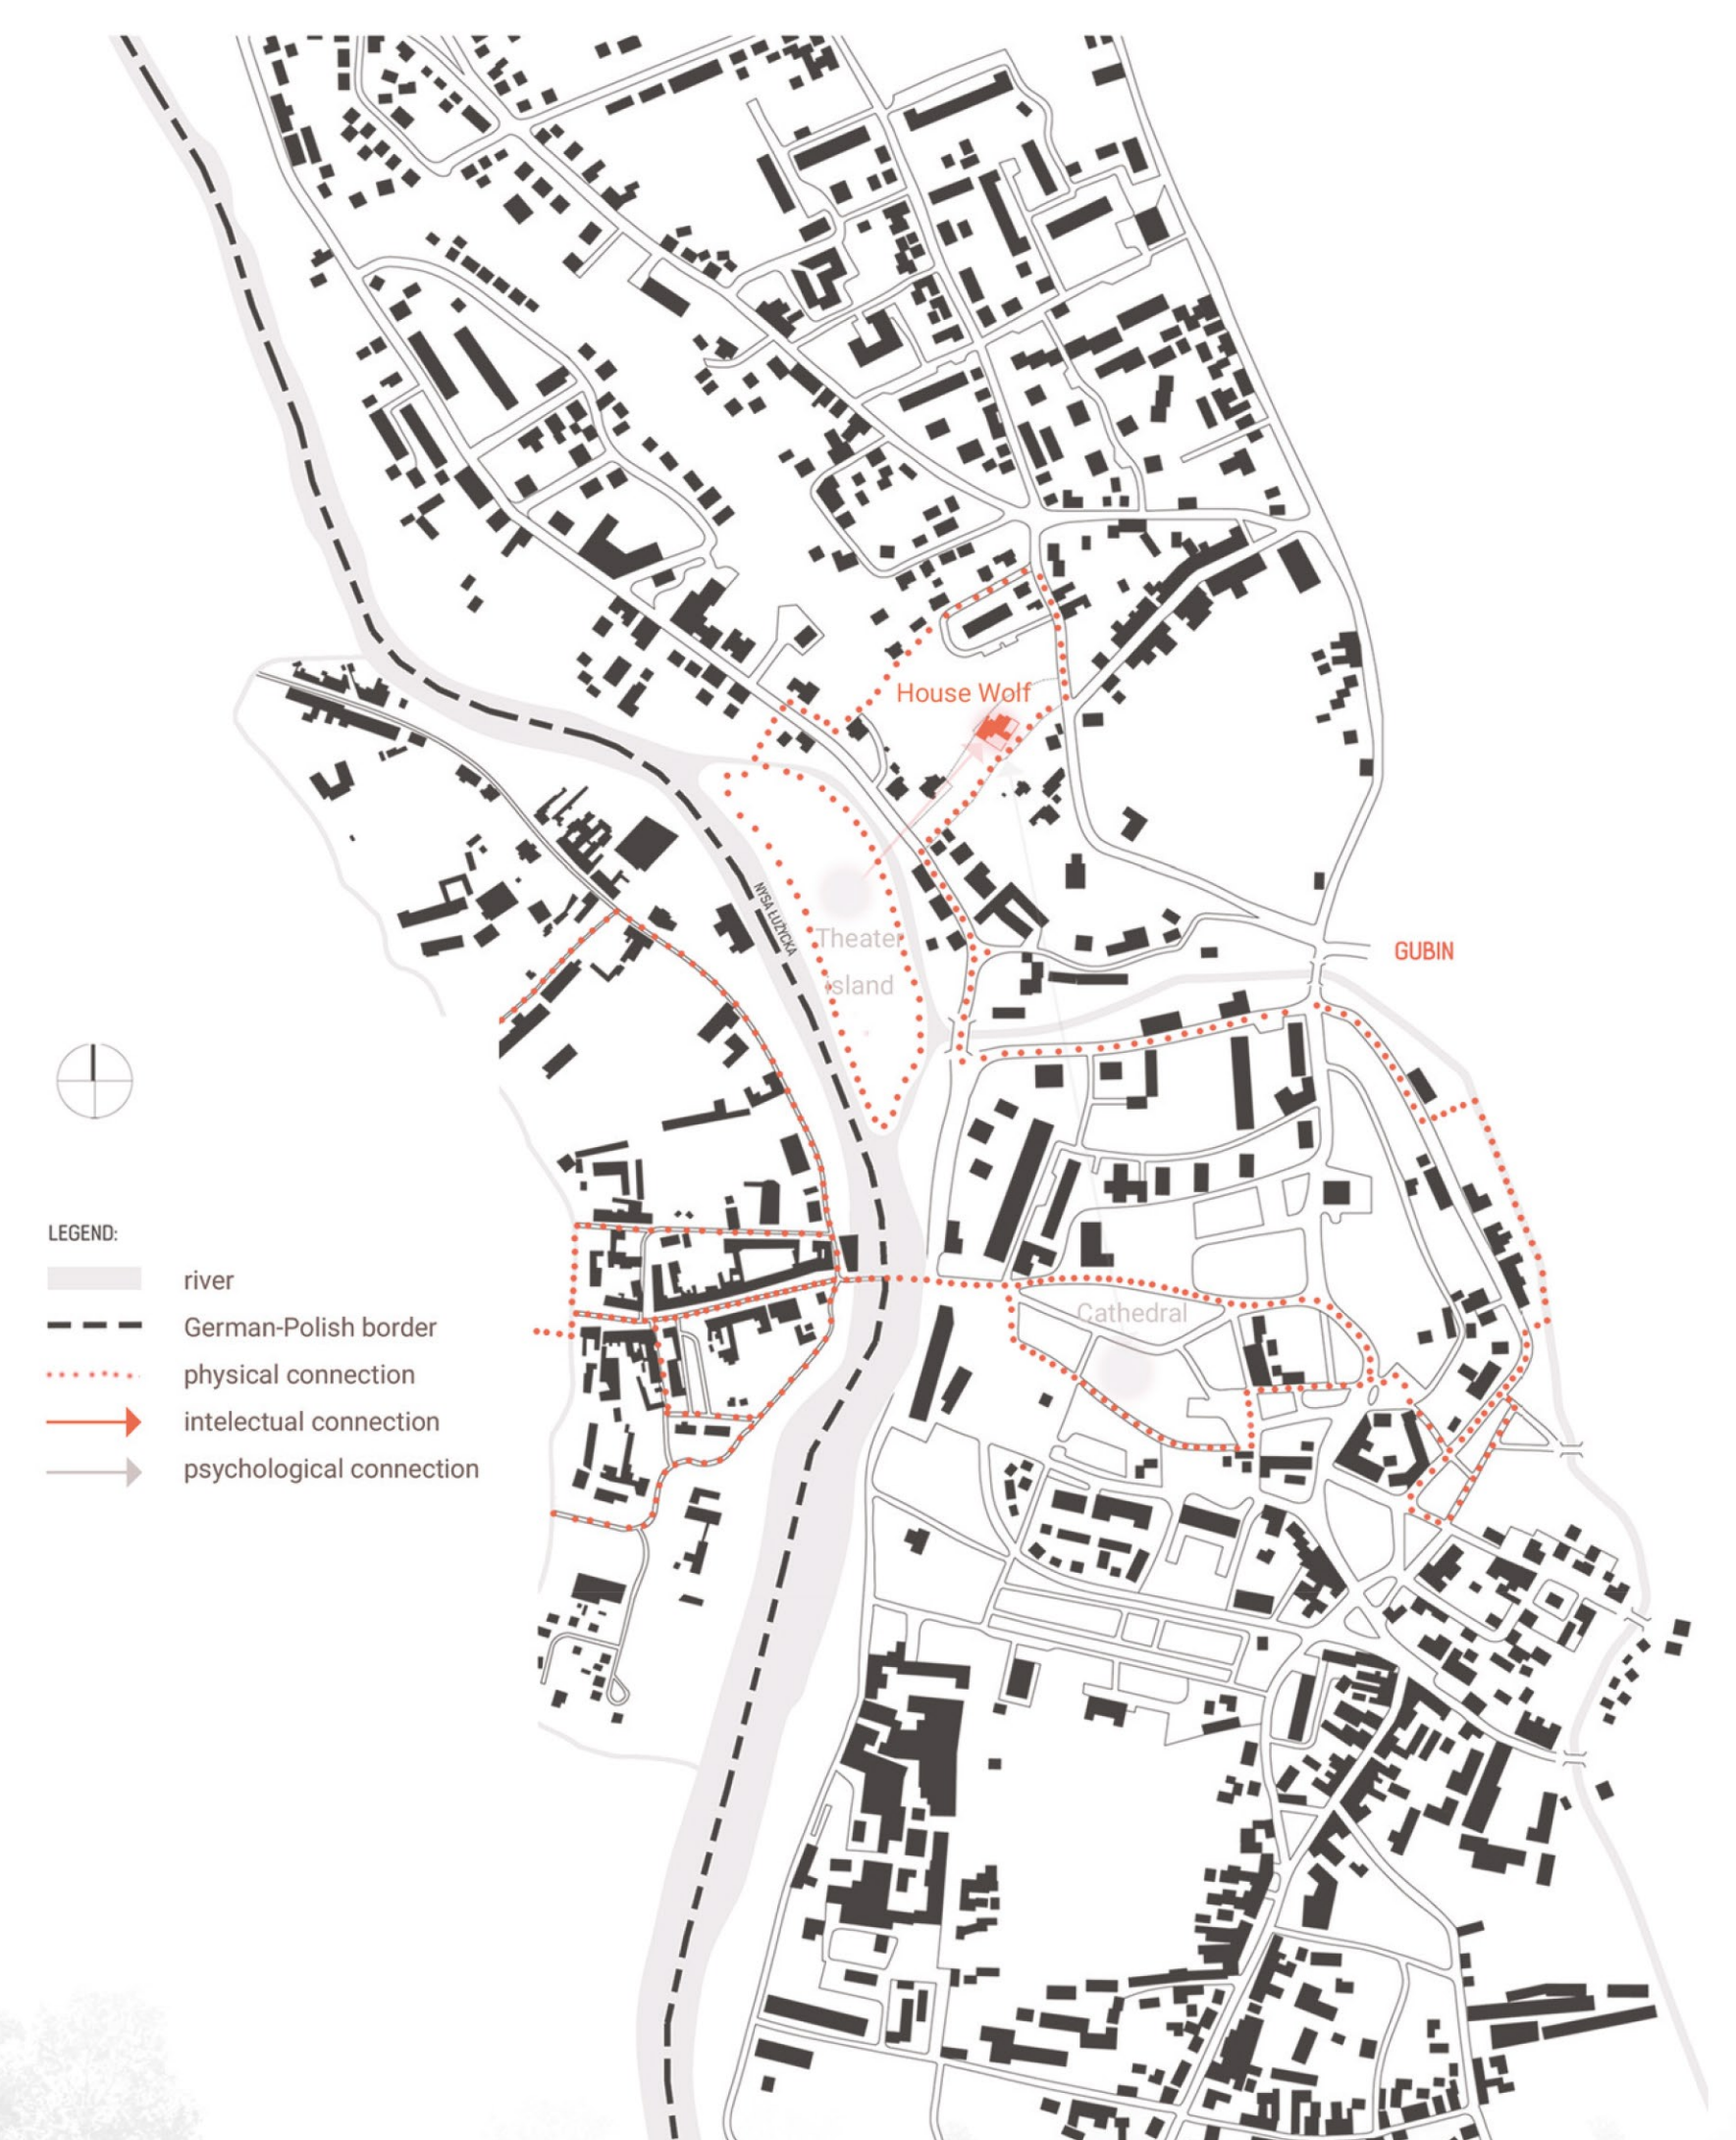 House Wolf
NYSA ŁUŻYCKA
Theater
island
GUBIN
Cathedral
LEGEND:
river
German-Polish border
physical connection
intelectual connection
psychological connection